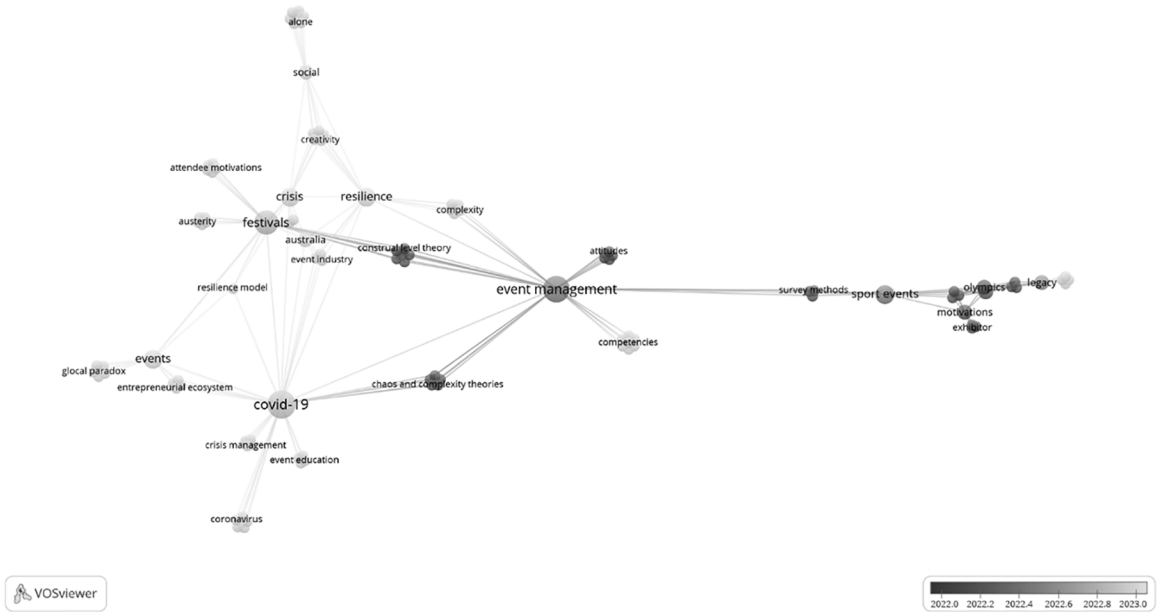 alone
social
creativity
attendee motivations
crisis
resilience
austerity
festivals
complexity
australia
construal level theory
event industry
attitudes
resilience model
event management
survey methods
sport events
olympics
legacy
motivations
exhibitor
competencies
events
glocal paradox
entrepreneurial ecosystem
chaos and complexity theories
covid-19
crisis management
event education
coronavirus
VOSviewer
2022.0 2022.2 2022.4 2022.6 2022.8 2023.0